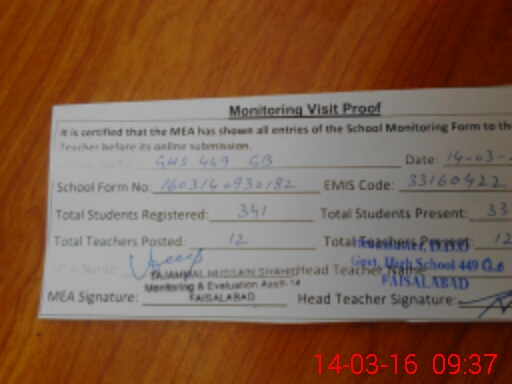 Monitoring Visit Proof
It is certified that the MEA has shown all entries of the School Monitoring Form to the
Teacher before its online submission.
GHS 469 GB Date: 14-03-
School Form No: 160314093018 2 EMIS Code: 33160422
Total Students Registered: 341 Total Students Present: 33
Total Teachers Posted: 12 Total Teachers Present: 12
Head Teacher Name
TAJAMMAL HUSSAIN SHAHID
Monitoring & Evaluation Asstt
FAISALABAD
D.D.O
Govt. High School 449 G.B
FAISALABAD
MEA Signature: Head Teacher Signature:
14-03-16 09:37